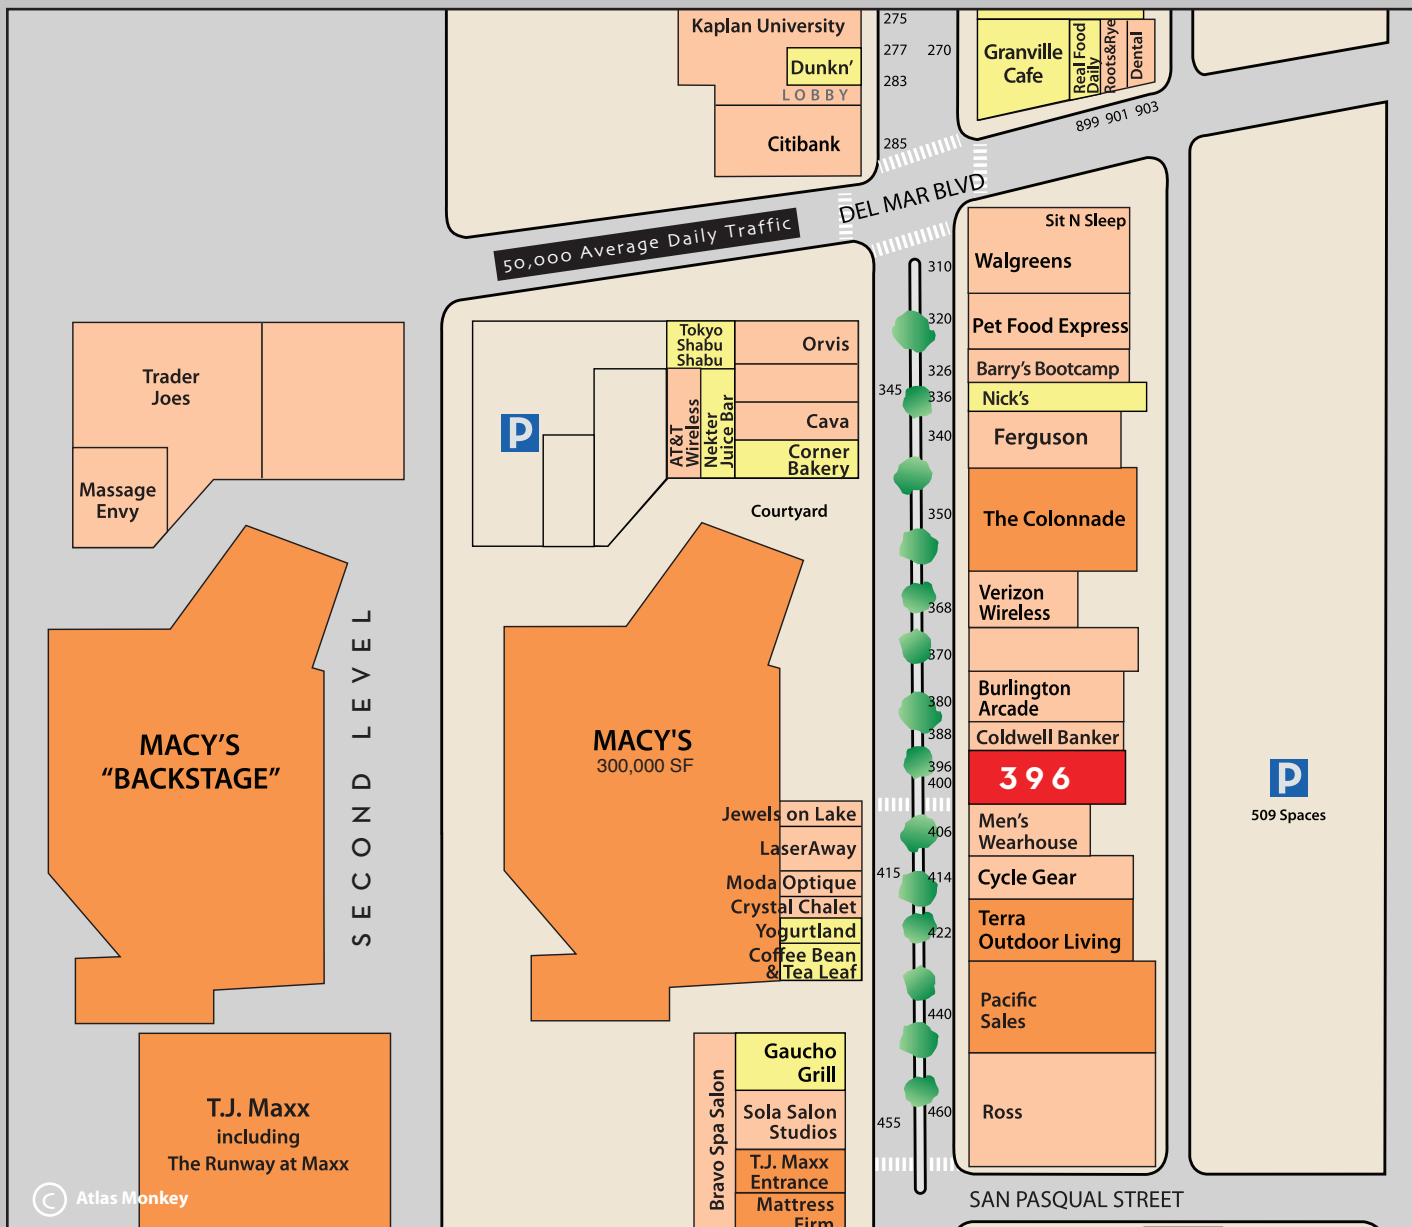 Kaplan University
Dunkn'
LOBBY
Citibank
275
277
283
285
270
Granville
Cafe
Real Food
Daily
Roots&Rye
Dental
899 901 903
DEL MAR BLVD
50,000 Average Daily Traffic
Trader
Joes
Massage
Envy
MACY'S
"BACKSTAGE"
SECOND LEVEL
T.J. Maxx
including
The Runway at Maxx
P
Tokyo
Shabu
Shabu
AT&T
Wireless
Nekter
Juice Bar
Orvis
Cava
Corner
Bakery
Courtyard
MACY'S
300,000 SF
Jewels on Lake
LaserAway
Moda Optique
Crystal Chalet
Yogurtland
Coffee Bean
& Tea Leaf
Bravo Spa Salon
Gaucho
Grill
Sola Salon
Studios
T.J. Maxx
Entrance
Mattress
Firm
345
415
455
310
320
326
336
340
350
368
370
380
388
396
400
406
414
422
440
460
Sit N Sleep
Walgreens
Pet Food Express
Barry's Bootcamp
Nick's
Ferguson
The Colonnade
Verizon
Wireless
Burlington
Arcade
Coldwell Banker
396
Men's
Wearhouse
Cycle Gear
Terra
Outdoor Living
Pacific
Sales
Ross
P
509 Spaces
SAN PASQUAL STREET
C Atlas Monkey